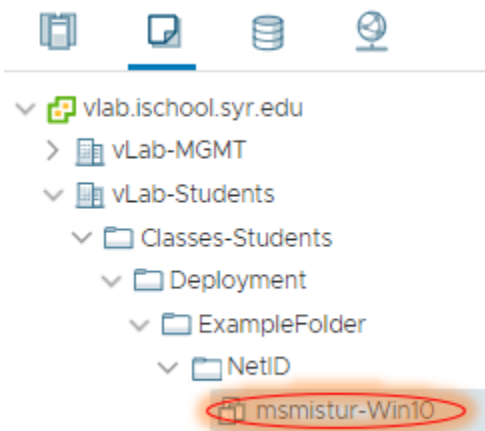 vlab.ischool.syr.edu
vLab-MGMT
vLab-Students
Classes-Students
Deployment
ExampleFolder
NetID
msmistur-Win10